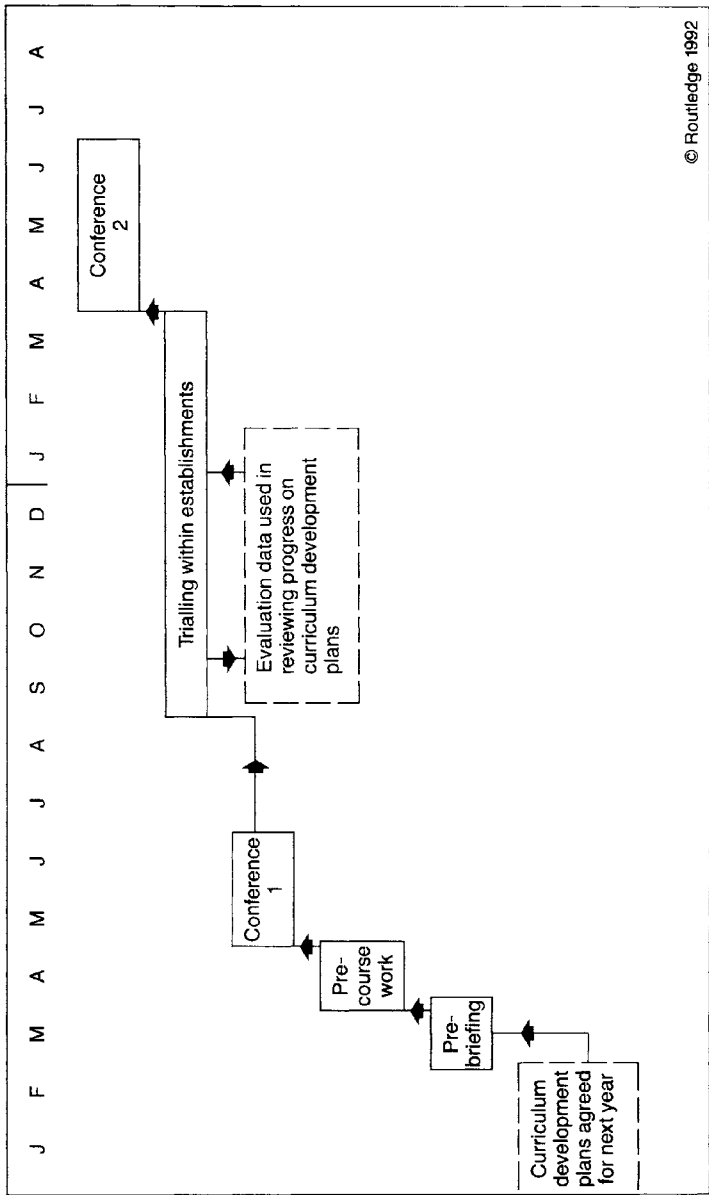 J F M A M J J A S O N D J F M A M J J A
Conference
2
Trialling within establishments
Evaluation data used in
reviewing progress on
curriculum development
plans
Conference
1
Pre-
course
work
Pre-
briefing
Curriculum
development
plans agreed
for next year
© Routledge 1992